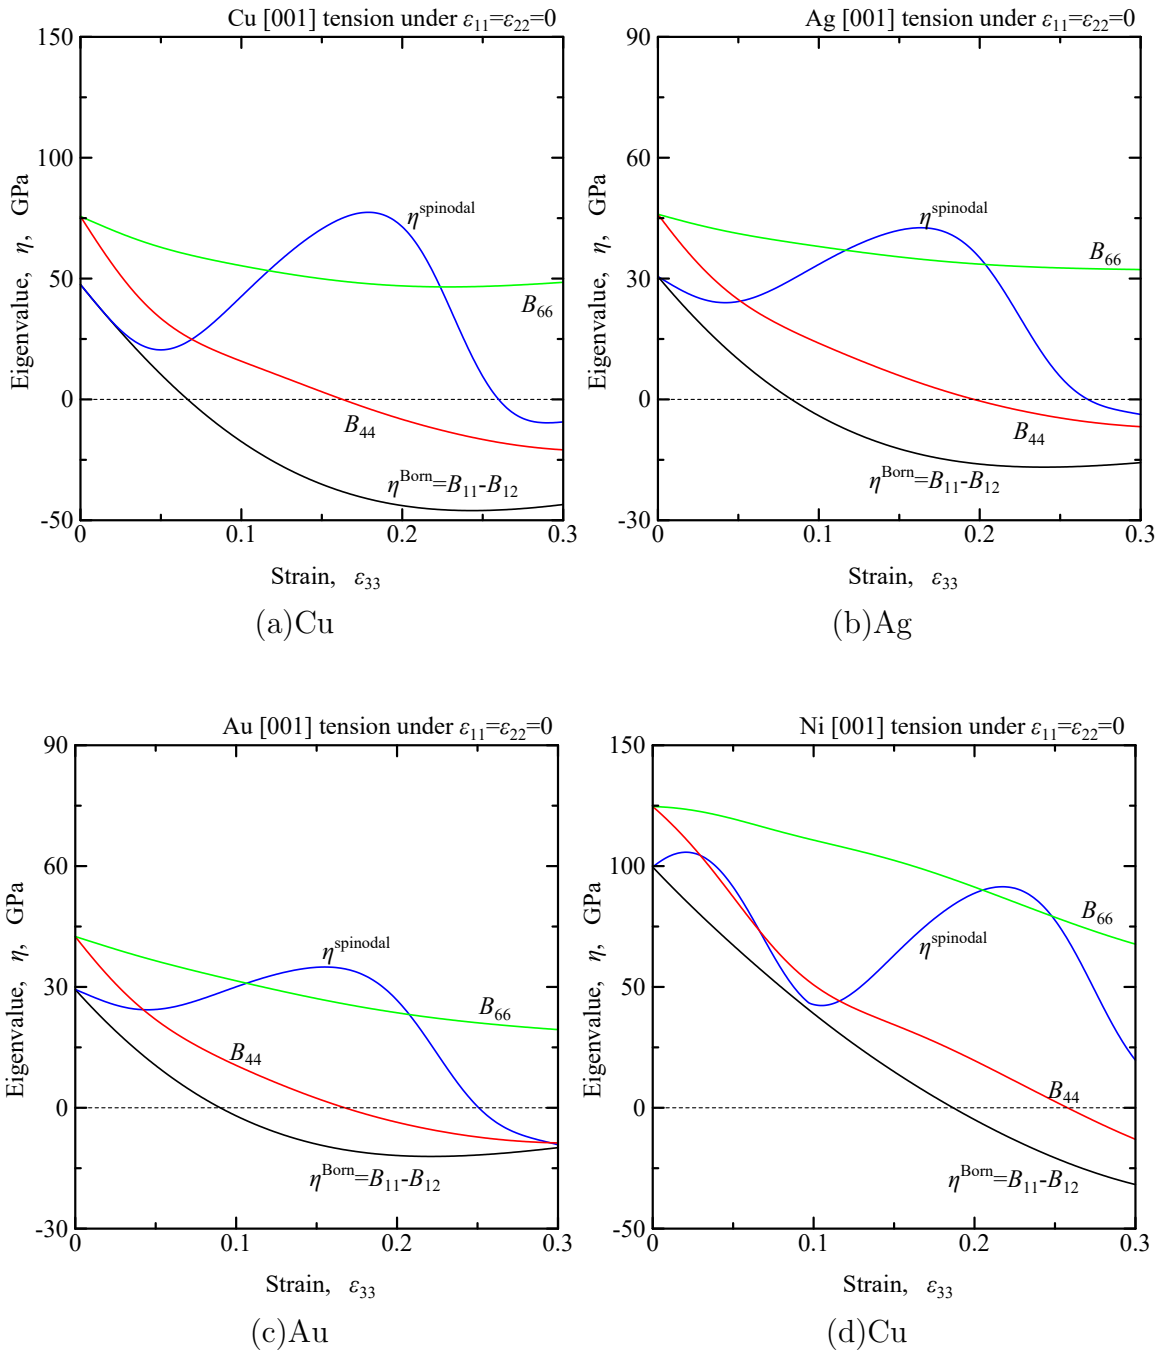 Cu [001] tension under ε11=ε22=0
150
100
50
0
-50
Eigenvalue, η, GPa
ηspinodal
B66
B44
ηBorn=B11-B12
0
0.1
0.2
0.3
Strain, ε33
(a)Cu
Ag [001] tension under ε11=ε22=0
90
60
30
0
-30
Eigenvalue, η, GPa
ηspinodal
B66
B44
ηBorn=B11-B12
0
0.1
0.2
0.3
Strain, ε33
(b)Ag
Au [001] tension under ε11=ε22=0
90
60
30
0
-30
Eigenvalue, η, GPa
ηspinodal
B66
B44
ηBorn=B11-B12
0
0.1
0.2
0.3
Strain, ε33
(c)Au
Ni [001] tension under ε11=ε22=0
150
100
50
0
-50
Eigenvalue, η, GPa
B66
ηspinodal
B44
ηBorn=B11-B12
0
0.1
0.2
0.3
Strain, ε33
(d)Cu